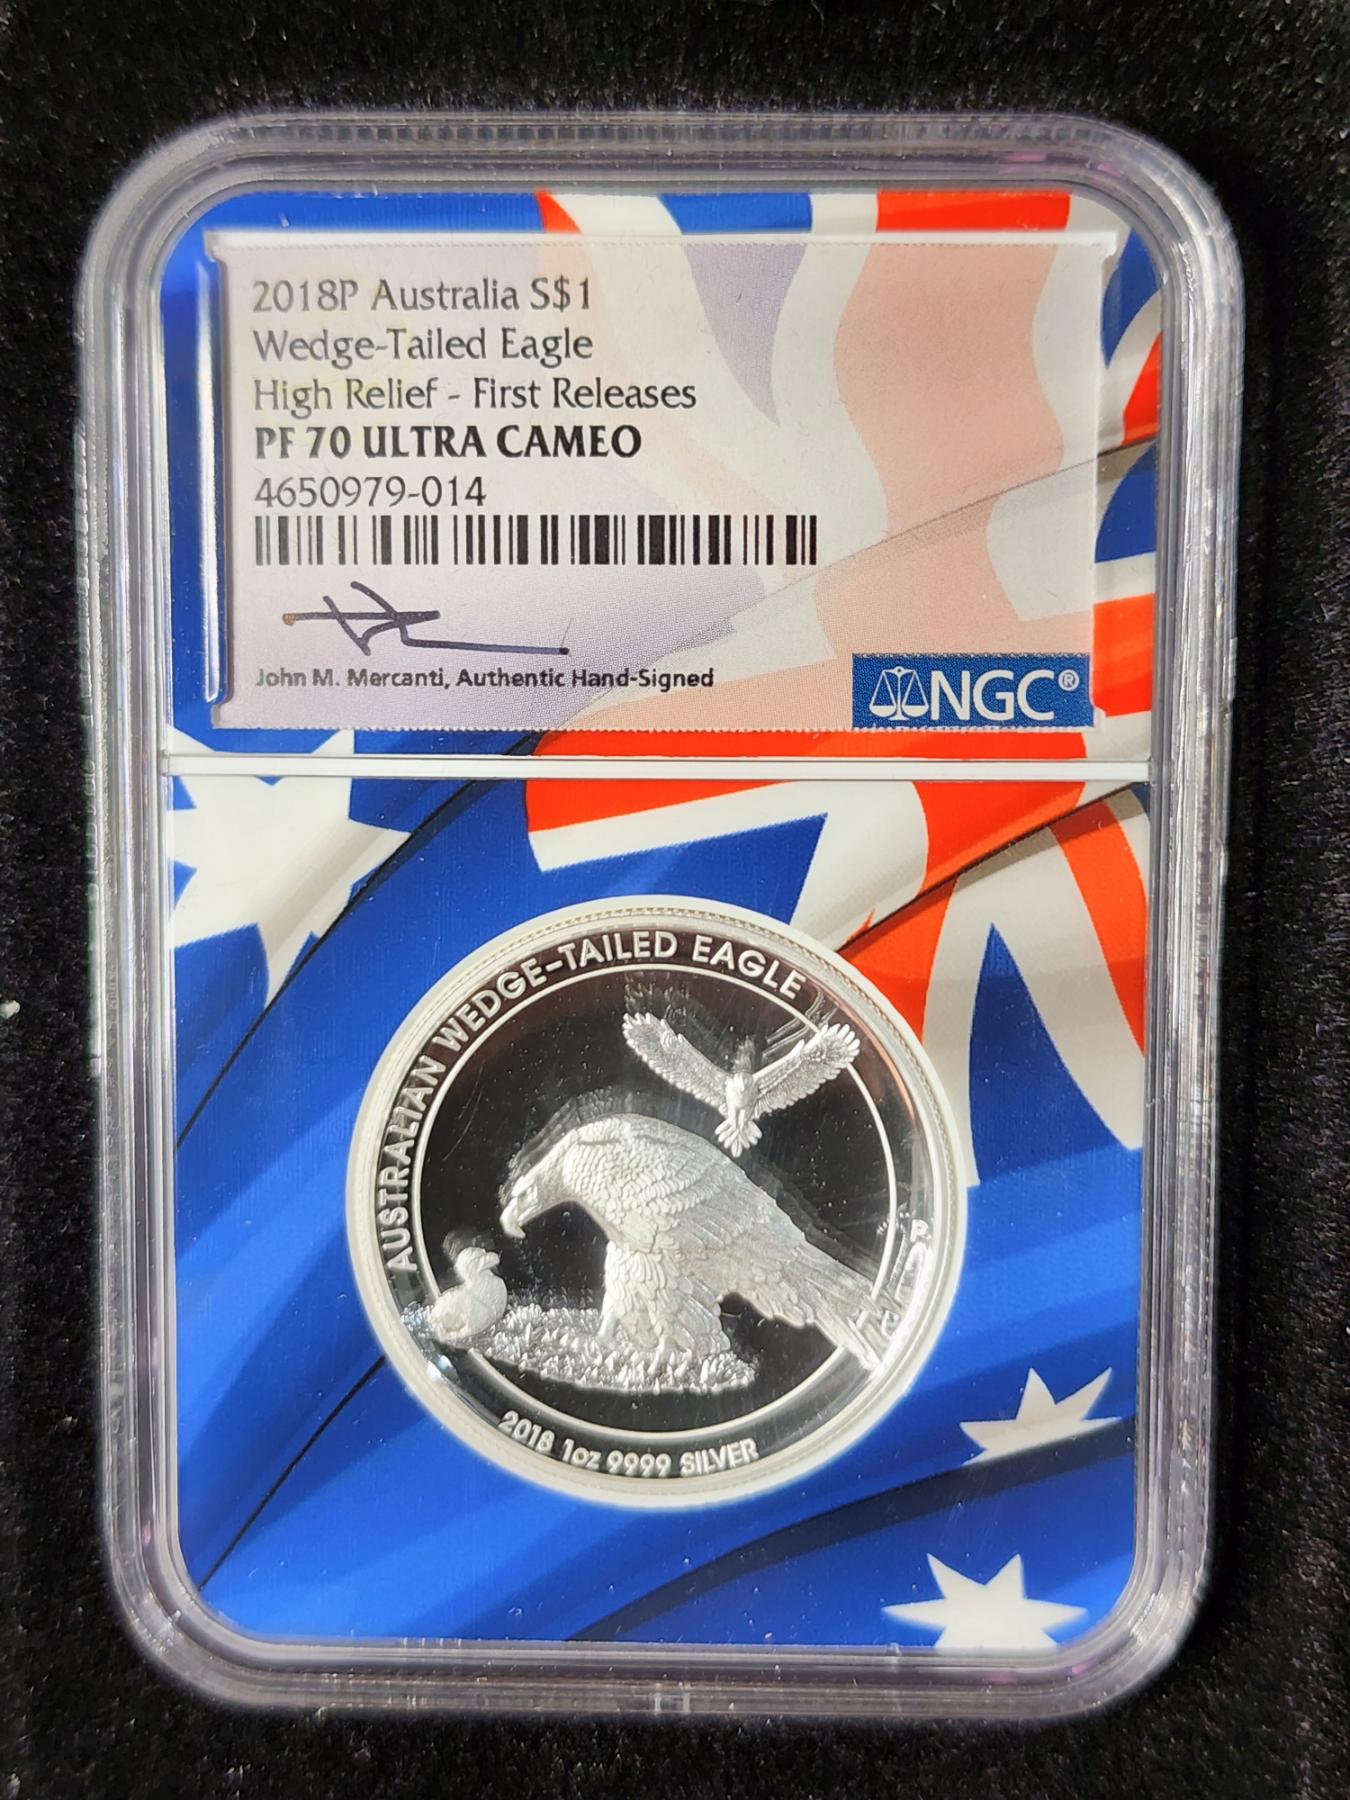 2018P Australia S$1
Wedge-Tailed Eagle
High Relief - First Releases
PF 70 ULTRA CAMEO
4650979-014
John M. Mercanti, Authentic Hand-Signed
NGC®
AUSTRALIAN WEDGE-TAILED EAGLE
P
2018 1oz 9999 SILVER